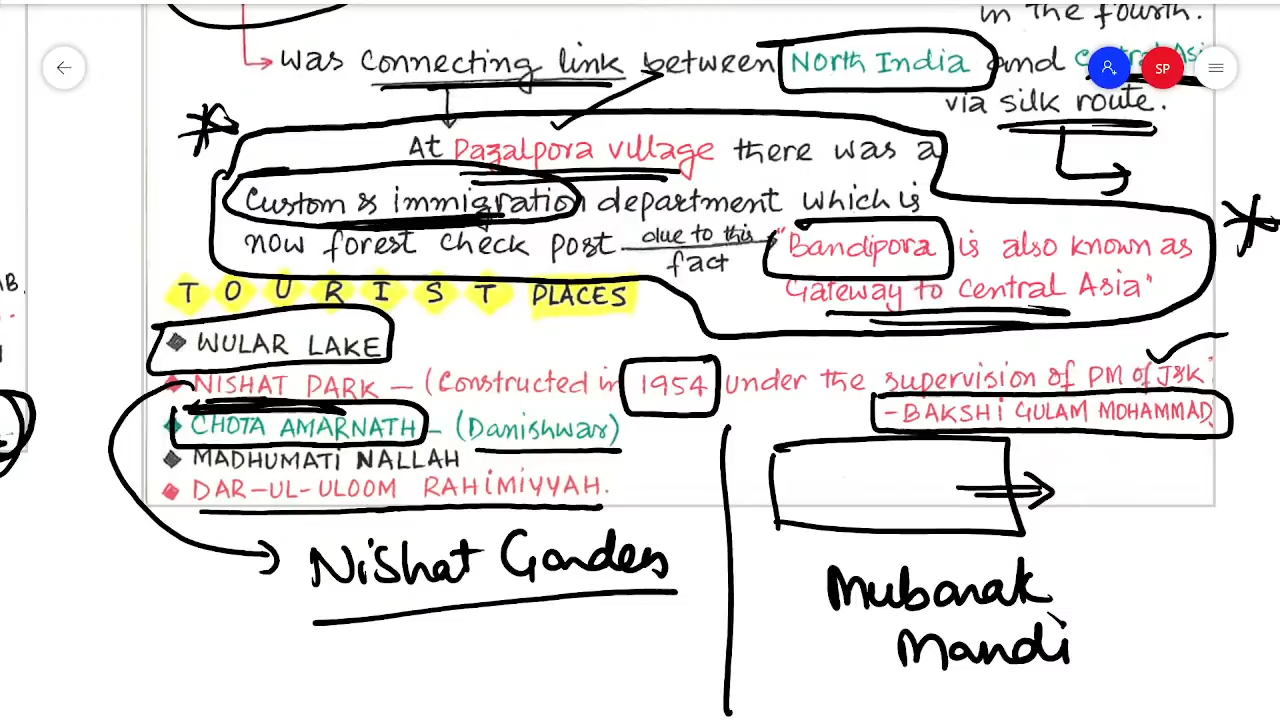 in the fourth.
was connecting link between North India and Central Asi
via silk route.
At Pazalpora village there was a
Custom & immigration department which is
now forest check post due to this fact "Bandipora is also known as
Gateway to Central Asia"
TOURIST PLACES
WULAR LAKE
NISHAT PARK – (Constructed in 1954 under the supervision of PM of J&K
- BAKSHI GULAM MOHAMMAD
CHOTA AMARNATH – (Danishwar)
MADHUMATI NALLAH
DAR-UL-ULOOM RAHIMIYYAH.
Nishat Garden
Mubarak
Mandi
SP